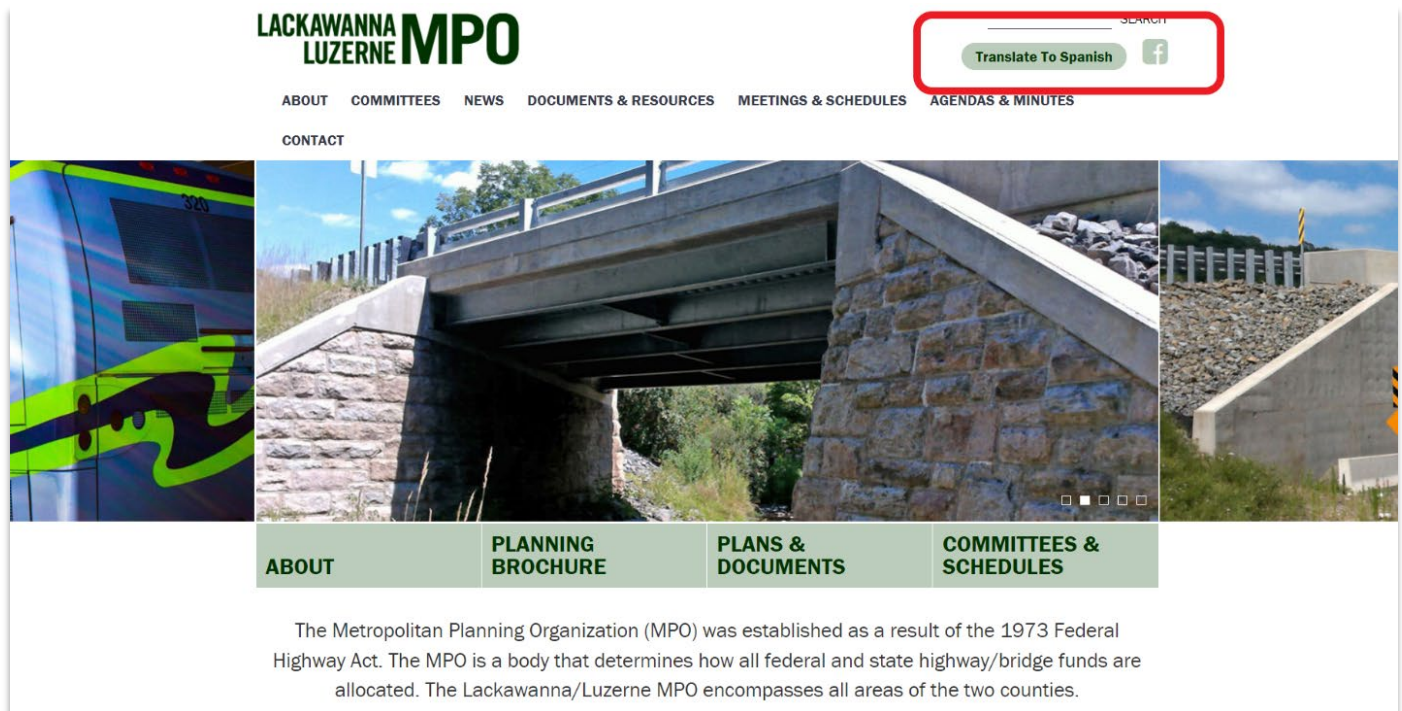 LACKAWANNA
LUZERNE MPO
SEARCH
Translate To Spanish
ABOUT COMMITTEES NEWS DOCUMENTS & RESOURCES MEETINGS & SCHEDULES AGENDAS & MINUTES
CONTACT
320
ABOUT
PLANNING
BROCHURE
PLANS &
DOCUMENTS
COMMITTEES &
SCHEDULES
The Metropolitan Planning Organization (MPO) was established as a result of the 1973 Federal
Highway Act. The MPO is a body that determines how all federal and state highway/bridge funds are
allocated. The Lackawanna/Luzerne MPO encompasses all areas of the two counties.